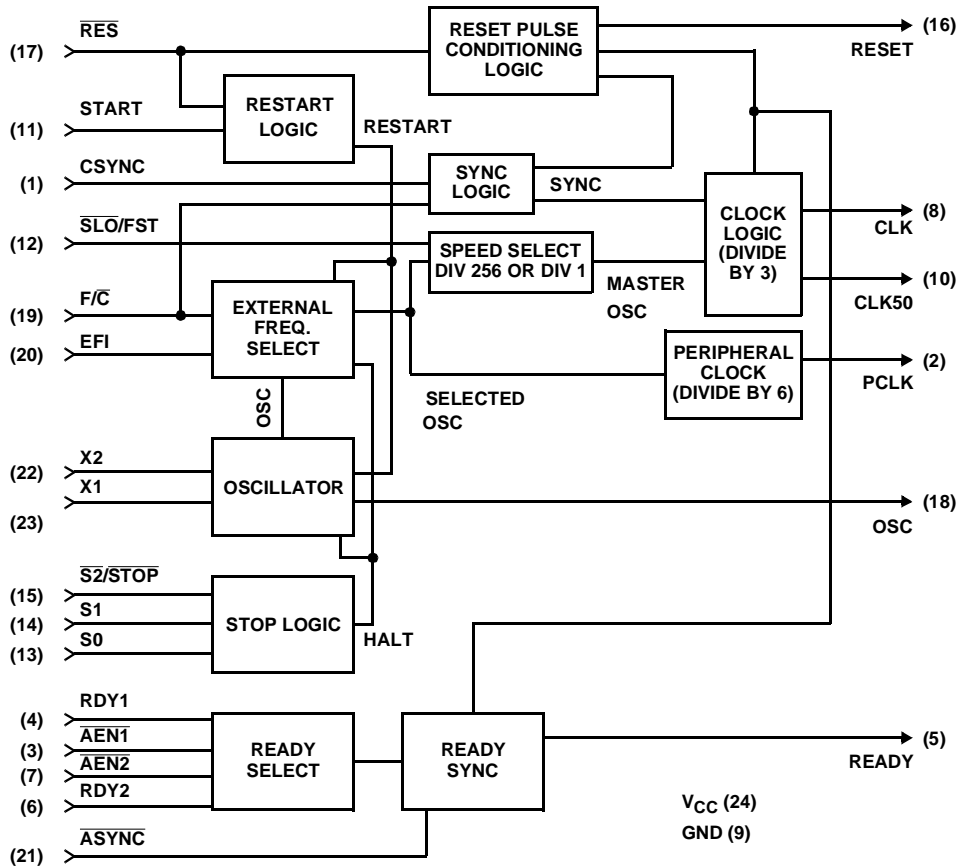 RES
(17)
START
(11)
CSYNC
(1)
SLO/FST
(12)
F/C
(19)
EFI
(20)
X2
(22)
X1
(23)
S2/STOP
(15)
S1
(14)
S0
(13)
RDY1
(4)
AEN1
(3)
AEN2
(7)
RDY2
(6)
ASYNC
(21)
RESTART
LOGIC
RESTART
EXTERNAL
FREQ.
SELECT
OSC
OSCILLATOR
STOP LOGIC
HALT
READY
SELECT
RESET PULSE
CONDITIONING
LOGIC
SYNC
LOGIC
SYNC
SPEED SELECT
DIV 256 OR DIV 1
MASTER
OSC
SELECTED
OSC
READY
SYNC
CLOCK
LOGIC
(DIVIDE
BY 3)
PERIPHERAL
CLOCK
(DIVIDE BY 6)
(16)
RESET
(8)
CLK
(10)
CLK50
(2)
PCLK
(18)
OSC
(5)
READY
VCC (24)
GND (9)